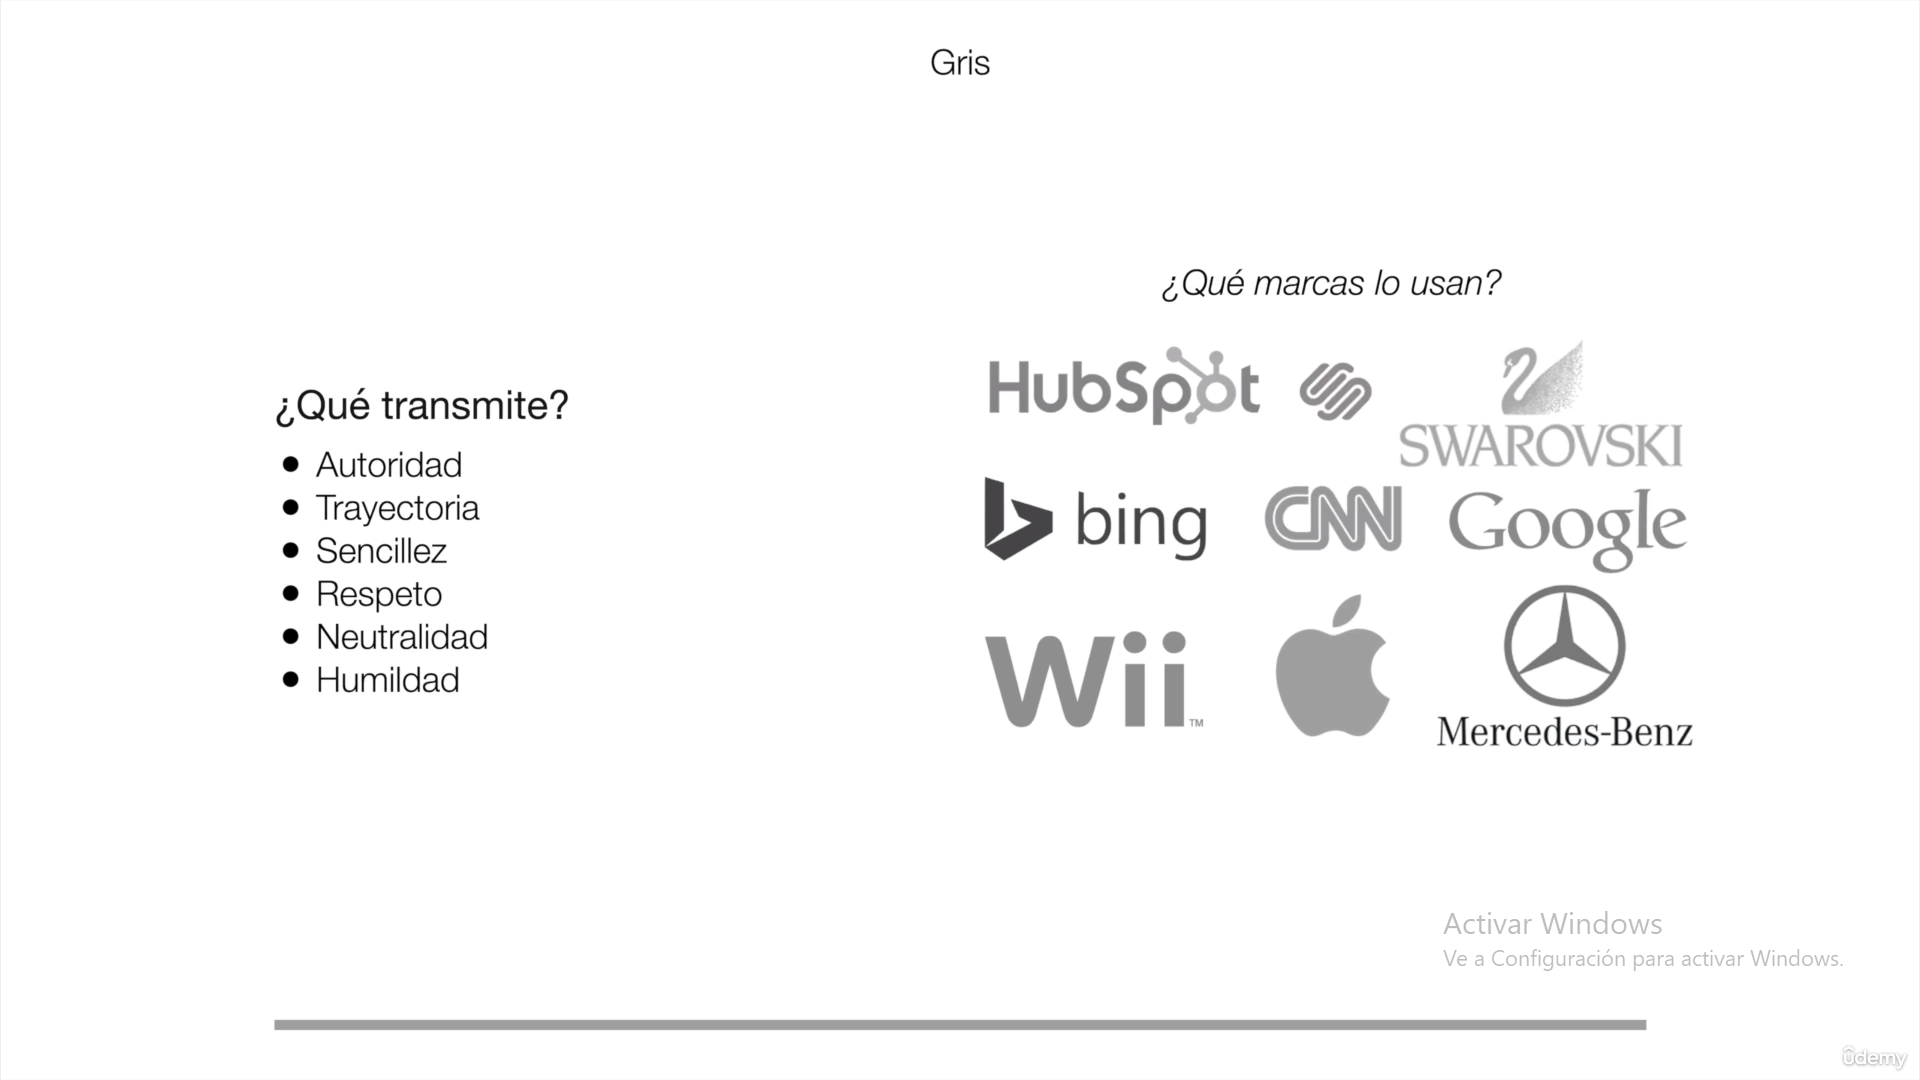 Gris
¿Qué transmite?
Autoridad
Trayectoria
Sencillez
Respeto
Neutralidad
Humildad
¿Qué marcas lo usan?
HubSpot
SWAROVSKI
bing
CNN
Google
Wii™
Mercedes-Benz
Activar Windows
Ve a Configuración para activar Windows.
ûdemy